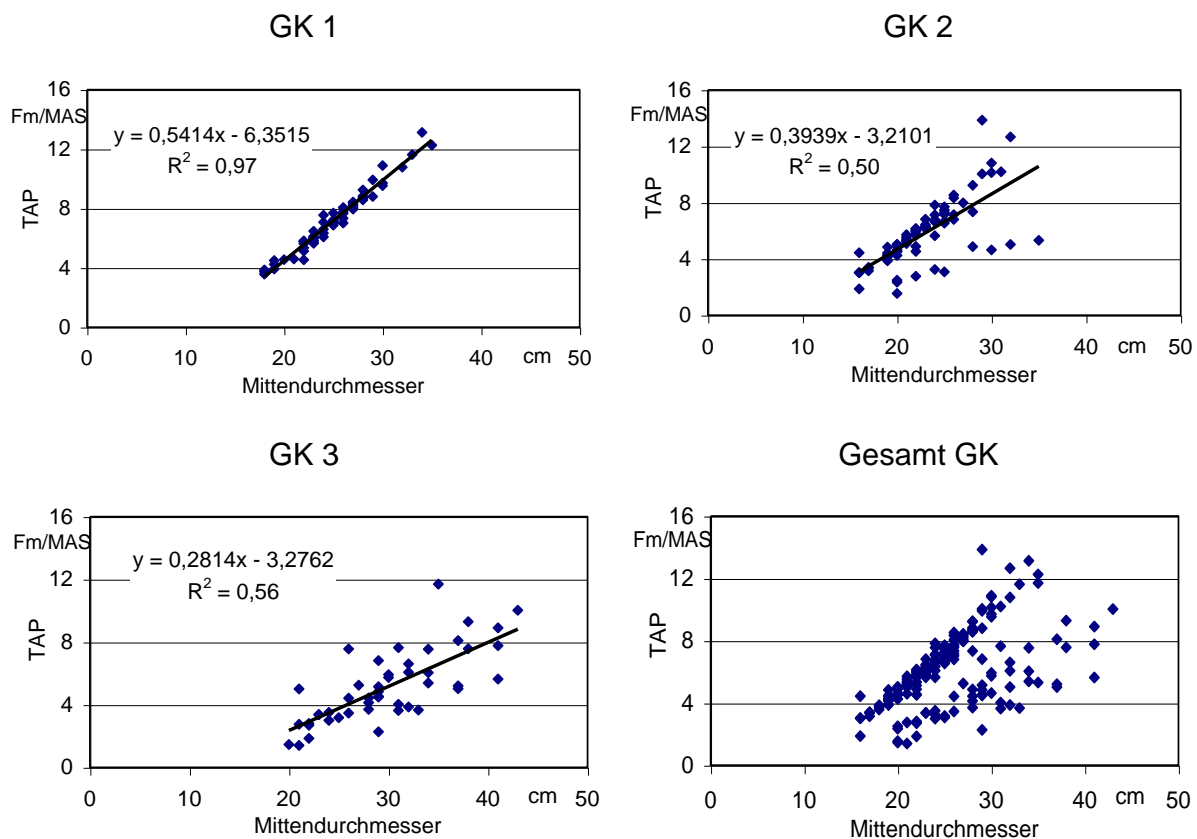 GK 1
16
Fm/MAS
y = 0,5414x - 6,3515
R² = 0,97
12
TAP
8
4
0
0 10 20 30 40 cm 50
Mittendurchmesser
GK 2
16
Fm/MAS
y = 0,3939x - 3,2101
R² = 0,50
12
TAP
8
4
0
0 10 20 30 40 cm 50
Mittendurchmesser
GK 3
16
Fm/MAS
y = 0,2814x - 3,2762
R² = 0,56
12
TAP
8
4
0
0 10 20 30 40 cm 50
Mittendurchmesser
Gesamt GK
16
Fm/MAS
12
TAP
8
4
0
0 10 20 30 40 cm 50
Mittendurchmesser